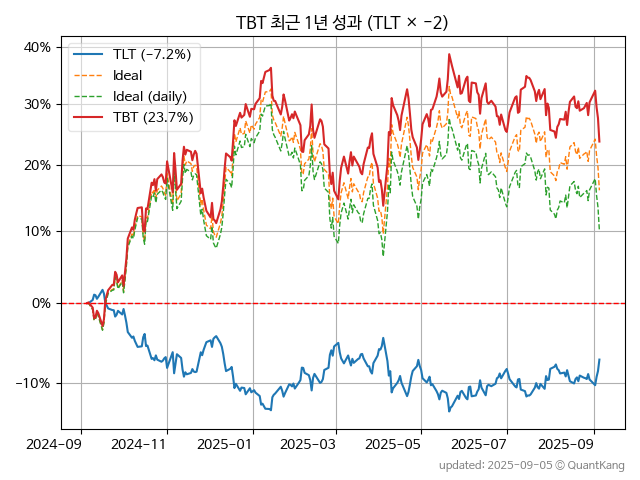 TBT 최근 1년 성과 (TLT × −2)
TLT (−7.2%)
Ideal
Ideal (daily)
TBT (23.7%)
40%
30%
20%
10%
0%
−10%
2024−09
2024−11
2025−01
2025−03
2025−05
2025−07
2025−09
updated: 2025−09−05 © QuantKang